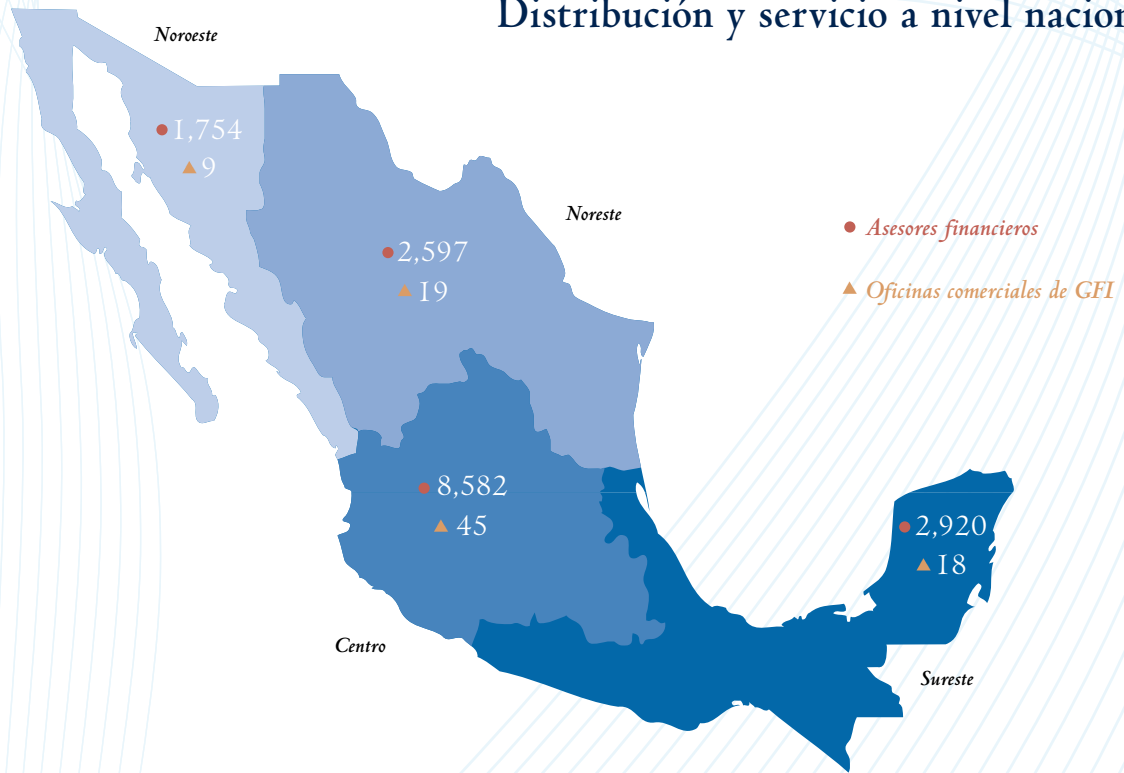 Distribución y servicio a nivel
Noroeste
1,754
9
Noreste
2,597
19
Asesores financieros
Oficinas comerciales de GFI
8,582
45
2,920
18
Centro
Sureste